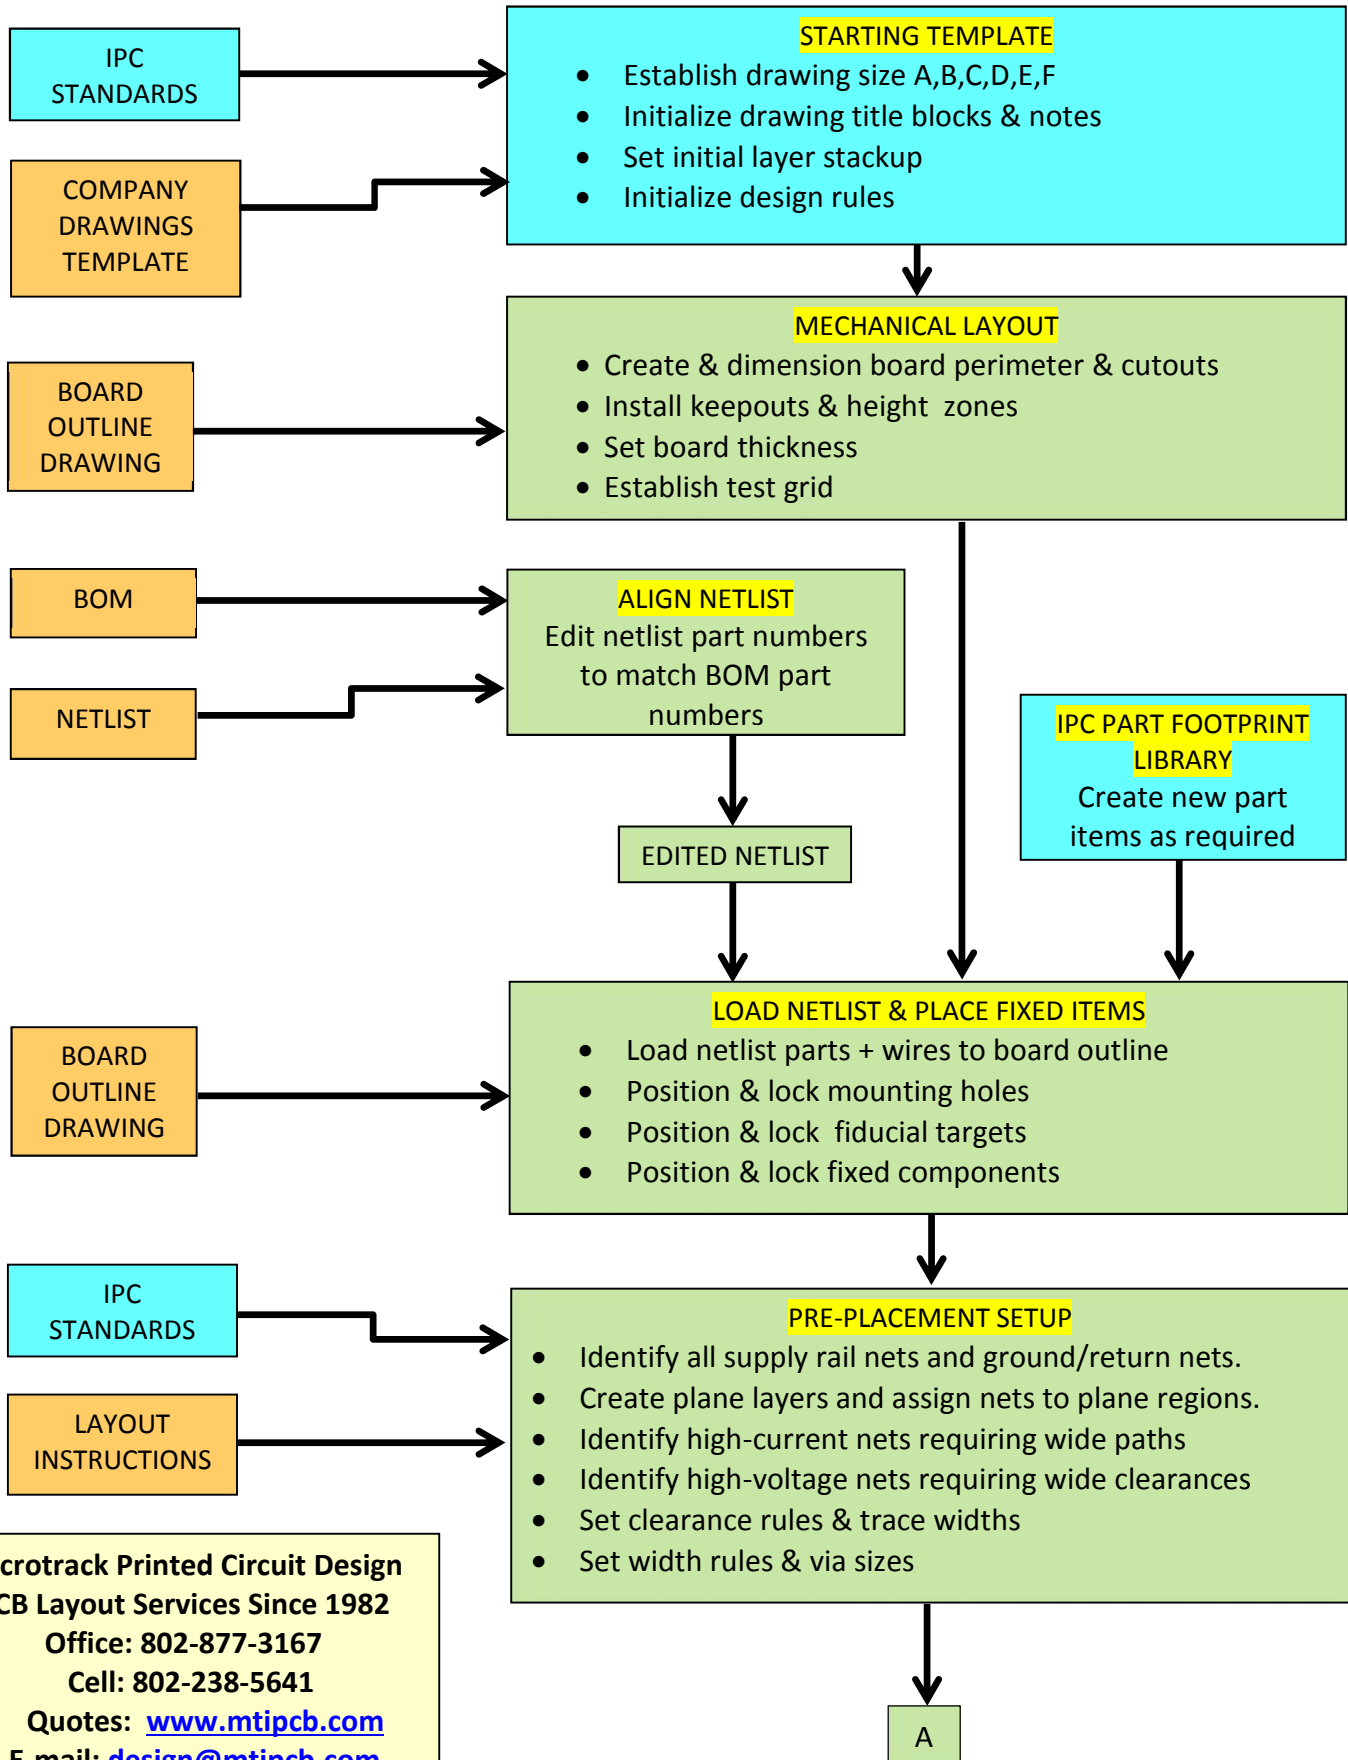 IPC
STANDARDS
STARTING TEMPLATE
• Establish drawing size A,B,C,D,E,F
• Initialize drawing title blocks & notes
• Set initial layer stackup
• Initialize design rules
COMPANY
DRAWINGS
TEMPLATE
MECHANICAL LAYOUT
• Create & dimension board perimeter & cutouts
• Install keepouts & height  zones
• Set board thickness
• Establish test grid
BOARD
OUTLINE
DRAWING
BOM
NETLIST
ALIGN NETLIST
Edit netlist part numbers
to match BOM part
numbers
EDITED NETLIST
IPC PART FOOTPRINT
LIBRARY
Create new part
items as required
LOAD NETLIST & PLACE FIXED ITEMS
• Load netlist parts + wires to board outline
• Position & lock mounting holes
• Position & lock  fiducial targets
• Position & lock fixed components
BOARD
OUTLINE
DRAWING
IPC
STANDARDS
LAYOUT
INSTRUCTIONS
PRE-PLACEMENT SETUP
• Identify all supply rail nets and ground/return nets.
• Create plane layers and assign nets to plane regions.
• Identify high-current nets requiring wide paths
• Identify high-voltage nets requiring wide clearances
• Set clearance rules & trace widths
• Set width rules & via sizes
crotrack Printed Circuit Design
CB Layout Services Since 1982
Office: 802-877-3167
Cell: 802-238-5641
Quotes: www.mtipcb.com
E-mail: design@mtipcb.com
A